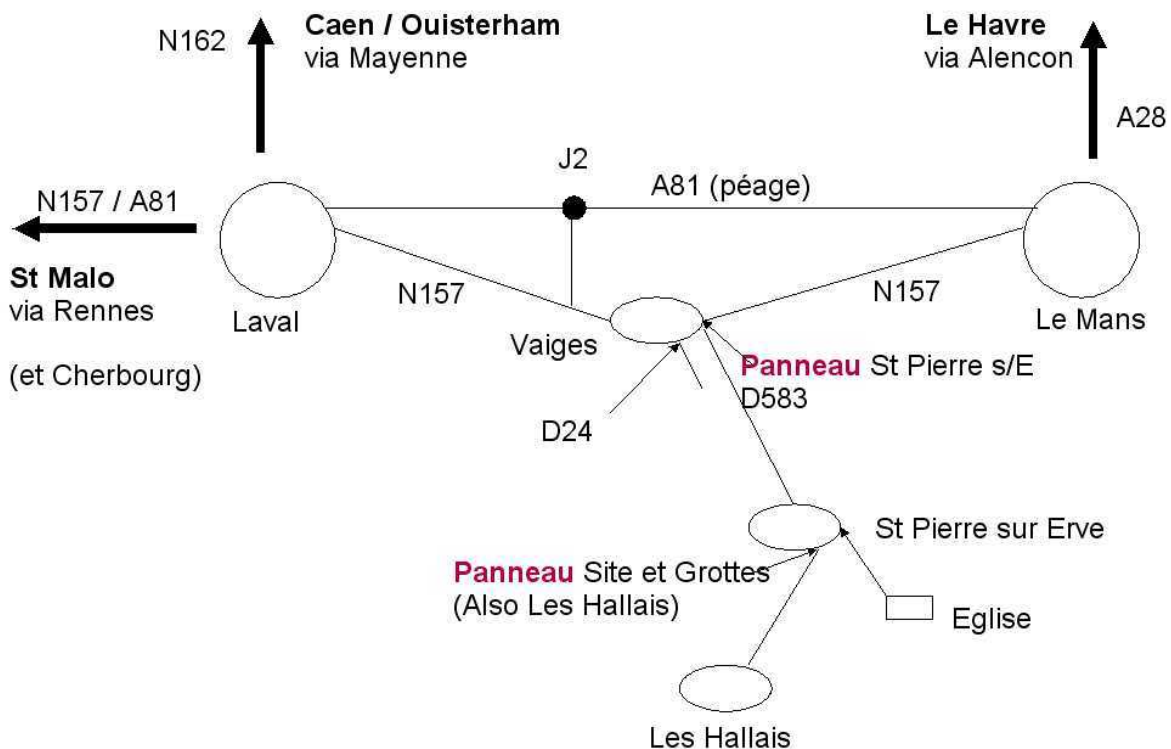 Caen / Ouisterham
N162
via Mayenne
Le Havre
via Alencon
A28
J2
A81 (péage)
N157 / A81
St Malo
via Rennes
(et Cherbourg)
Laval
N157
N157
Le Mans
Vaiges
Panneau St Pierre s/E
D583
D24
St Pierre sur Erve
Panneau Site et Grottes
(Also Les Hallais)
Eglise
Les Hallais